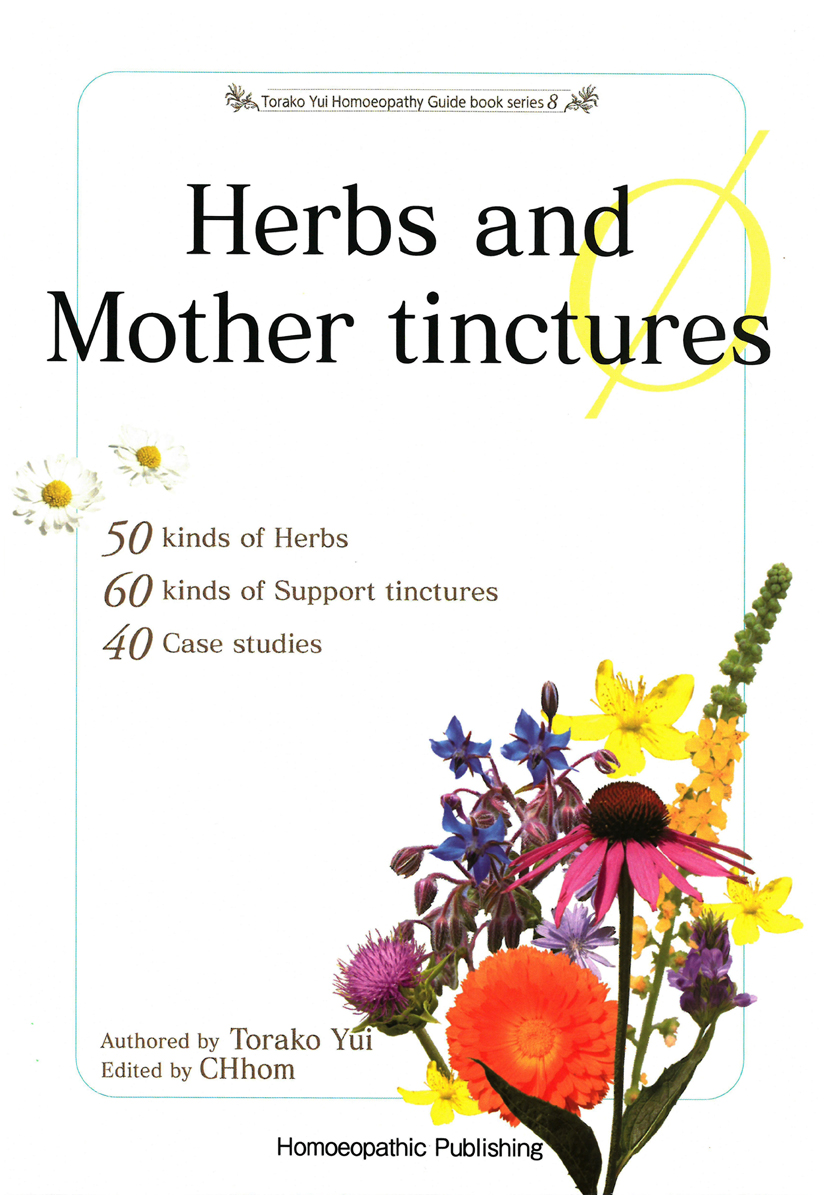 Torako Yui Homoeopathy Guide book series 8
Herbs and
Mother tinctures
50 kinds of Herbs
60 kinds of Support tinctures
40 Case studies
Authored by Torako Yui
Edited by CHhom
Homoeopathic Publishing